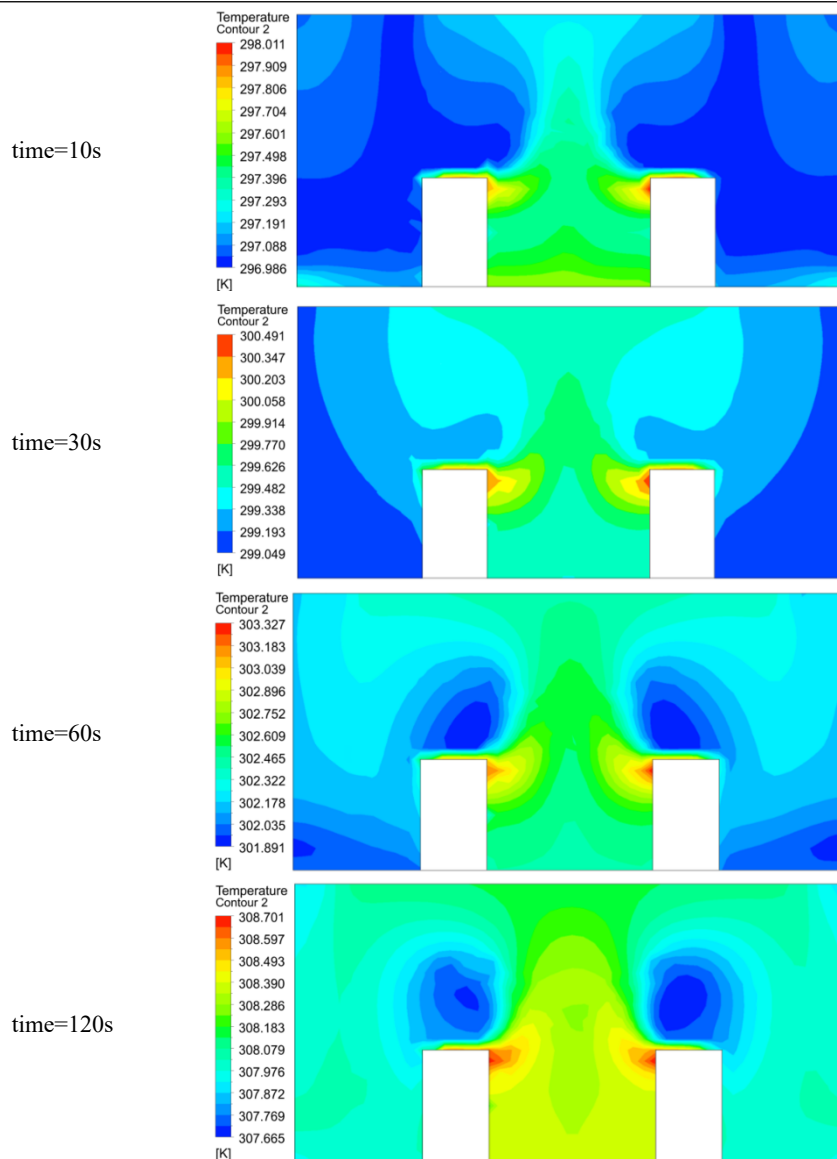 Temperature
Contour 2
298.011
297.909
297.806
297.704
297.601
297.498
297.396
297.293
297.191
297.088
296.986
[K]
time=10s
Temperature
Contour 2
300.491
300.347
300.203
300.058
299.914
299.770
299.626
299.482
299.338
299.193
299.049
[K]
time=30s
Temperature
Contour 2
303.327
303.183
303.039
302.896
302.752
302.609
302.465
302.322
302.178
302.035
301.891
[K]
time=60s
Temperature
Contour 2
308.701
308.597
308.493
308.390
308.286
308.183
308.079
307.976
307.872
307.769
307.665
[K]
time=120s